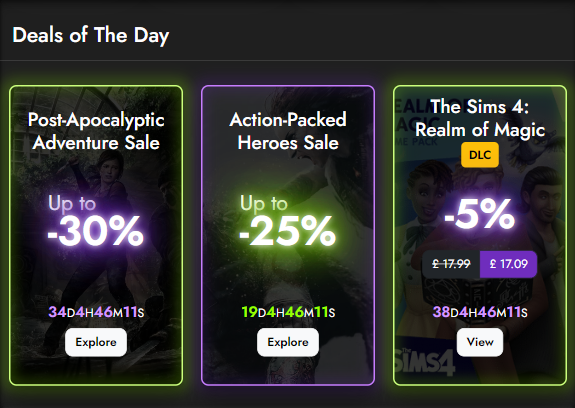 Deals of The Day
Post-Apocalyptic
Adventure Sale
Up to
-30%
34D4H46M11S
Explore
Action-Packed
Heroes Sale
Up to
-25%
19D4H46M11S
Explore
The Sims 4:
Realm of Magic
DLC
-5%
£ 17.99 £ 17.09
38D4H46M11S
View
SIMS4